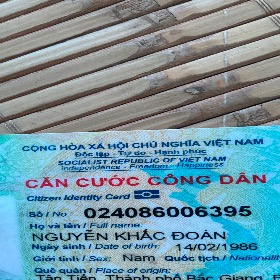 CỘNG HÒA XÃ HỘI CHỦ NGHĨA VIỆT NAM
Độc lập - Tự do - Hạnh phúc
SOCIALIST REPUBLIC OF VIET NAM
Independence - Freedom - Happiness
CĂN CƯỚC CÔNG DÂN
Citizen Identity Card
Số / No.: 024086006395
Họ và tên / Full name:
NGUYỄN KHẮC ĐOÀN
Ngày sinh / Date of birth: 14/02/1986
Giới tính / Sex: Nam Quốc tịch / National
Quê quán / Place of origin:
Tân Tiến, Thành phố Bắc Giang